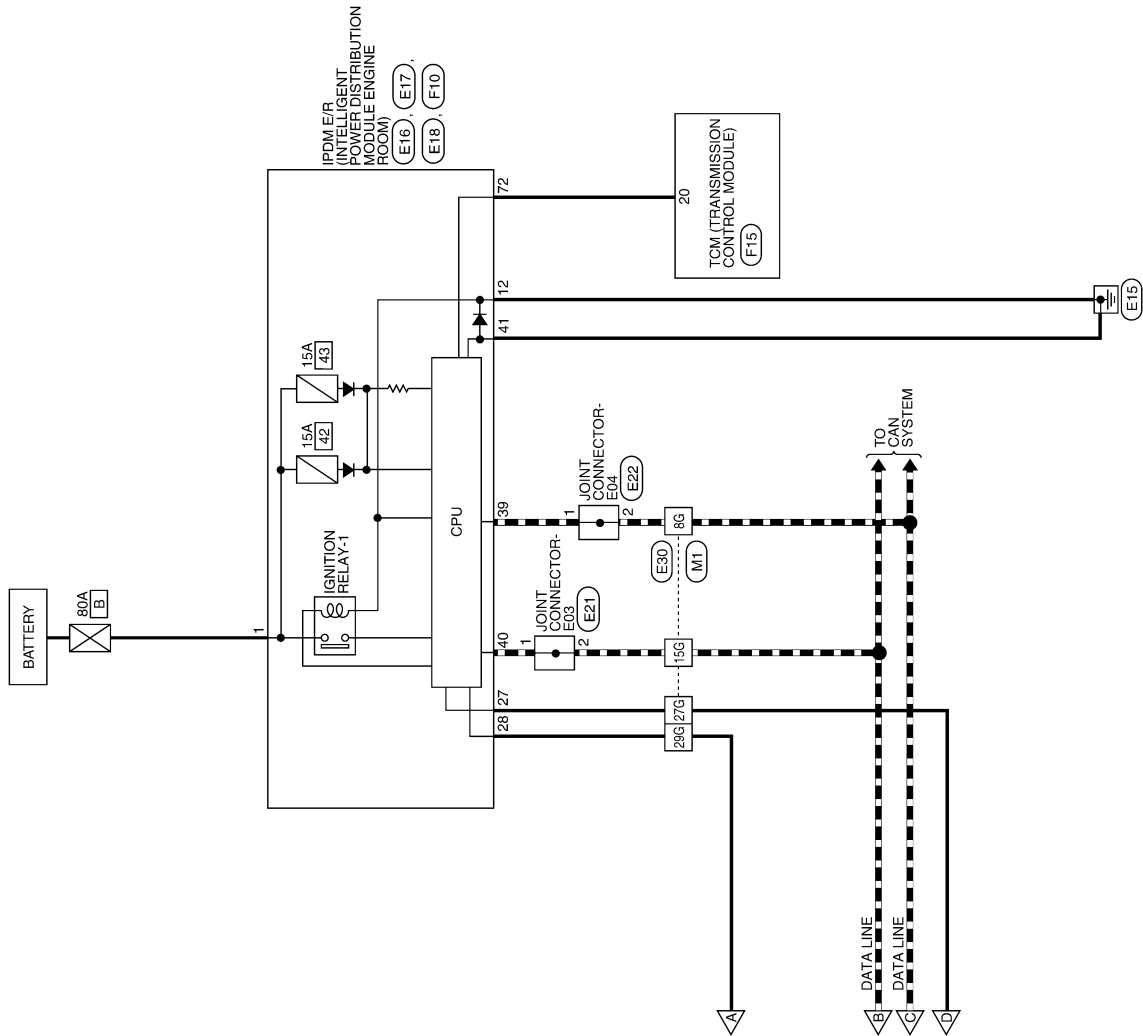 BATTERY
80A
B
1
IPDM E/R
(INTELLIGENT
POWER DISTRIBUTION
MODULE ENGINE
ROOM)
E16 , E17 ,
E18 , F10
IGNITION
RELAY-1
15A
42
15A
43
CPU
28
27
40
39
41
12
72
20
TCM (TRANSMISSION
CONTROL MODULE)
F15
1
JOINT
CONNECTOR-
E03
E21
2
1
JOINT
CONNECTOR-
E04
E22
2
29G
27G
15G
8G
E30
M1
E15
TO
CAN
SYSTEM
DATA LINE
DATA LINE
A
B
C
D